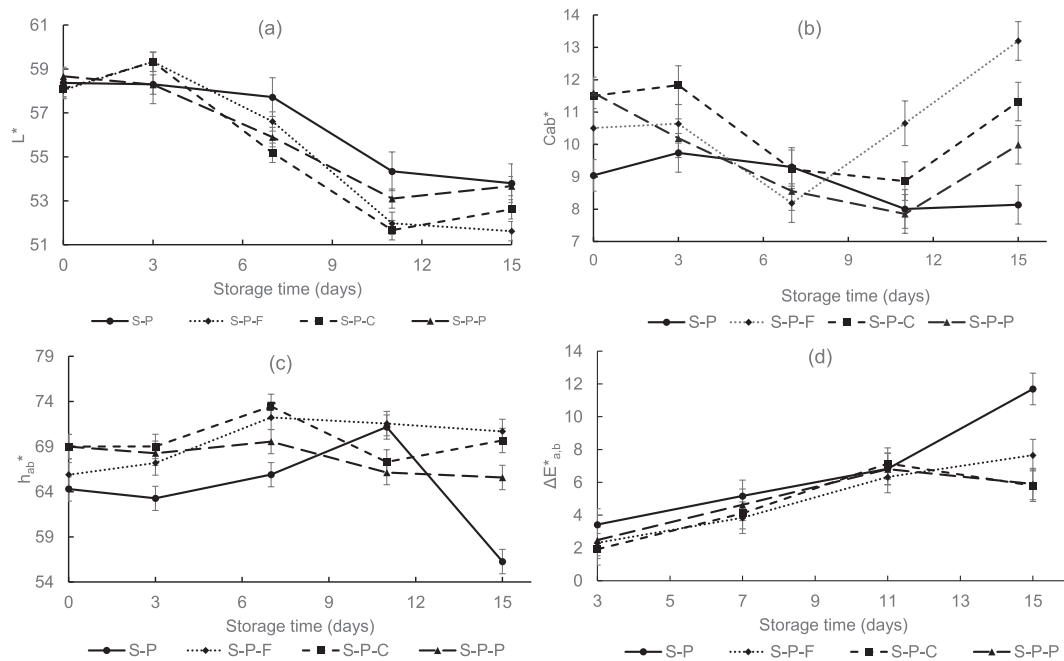 (a)
61
59
57
55
53
51
L*
0 3 6 9 12 15
Storage time (days)
S-P S-P-F S-P-C S-P-P
(b)
14
13
12
11
10
9
8
7
Cab*
0 3 6 9 12 15
Storage time (days)
S-P S-P-F S-P-C S-P-P
(c)
79
74
69
64
59
54
hab*
0 3 6 9 12 15
Storage time (days)
S-P S-P-F S-P-C S-P-P
(d)
14
12
10
8
6
4
2
0
ΔE*a,b
3 5 7 9 11 13 15
Storage time (days)
S-P S-P-F S-P-C S-P-P